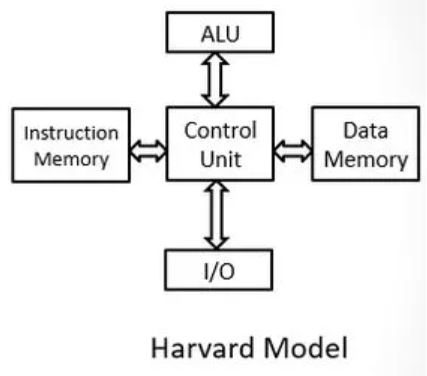 ALU
Instruction
Memory
Control
Unit
Data
Memory
I/O
Harvard Model